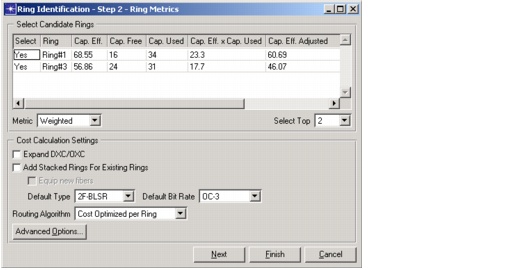 Ring Identification - Step 2 - Ring Metrics
Select Candidate Rings
Select Ring Cap. Eff. Cap. Free Cap. Used Cap. Eff. x Cap. Used Cap. Eff. Adjusted
Yes Ring#1 68.55 16 34 23.3 60.69
Yes Ring#3 56.86 24 31 17.7 46.07
Metric Weighted Select Top 2
Cost Calculation Settings
Expand DXC/OXC
Add Stacked Rings For Existing Rings
Equip new fibers
Default Type 2F-BLSR Default Bit Rate OC-3
Routing Algorithm Cost Optimized per Ring
Advanced Options...
Next Finish Cancel